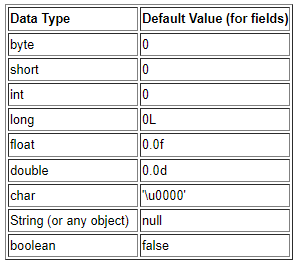 Data Type Default Value (for fields)
byte 0
short 0
int 0
long 0L
float 0.0f
double 0.0d
char '\u0000'
String (or any object) null
boolean false